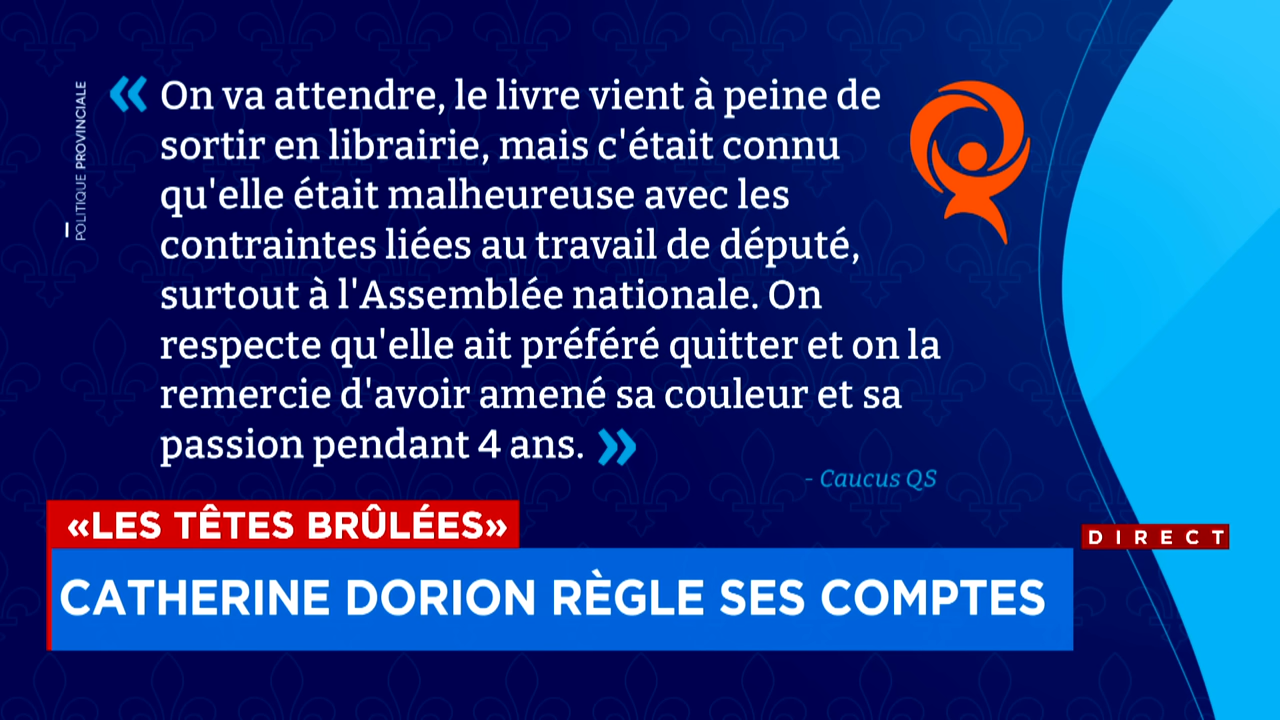 POLITIQUE PROVINCIALE
« On va attendre, le livre vient à peine de
sortir en librairie, mais c'était connu
qu'elle était malheureuse avec les
contraintes liées au travail de député,
surtout à l'Assemblée nationale. On
respecte qu'elle ait préféré quitter et on la
remercie d'avoir amené sa couleur et sa
passion pendant 4 ans. »
- Caucus QS
«LES TÊTES BRÛLÉES»
DIRECT
CATHERINE DORION RÈGLE SES COMPTES